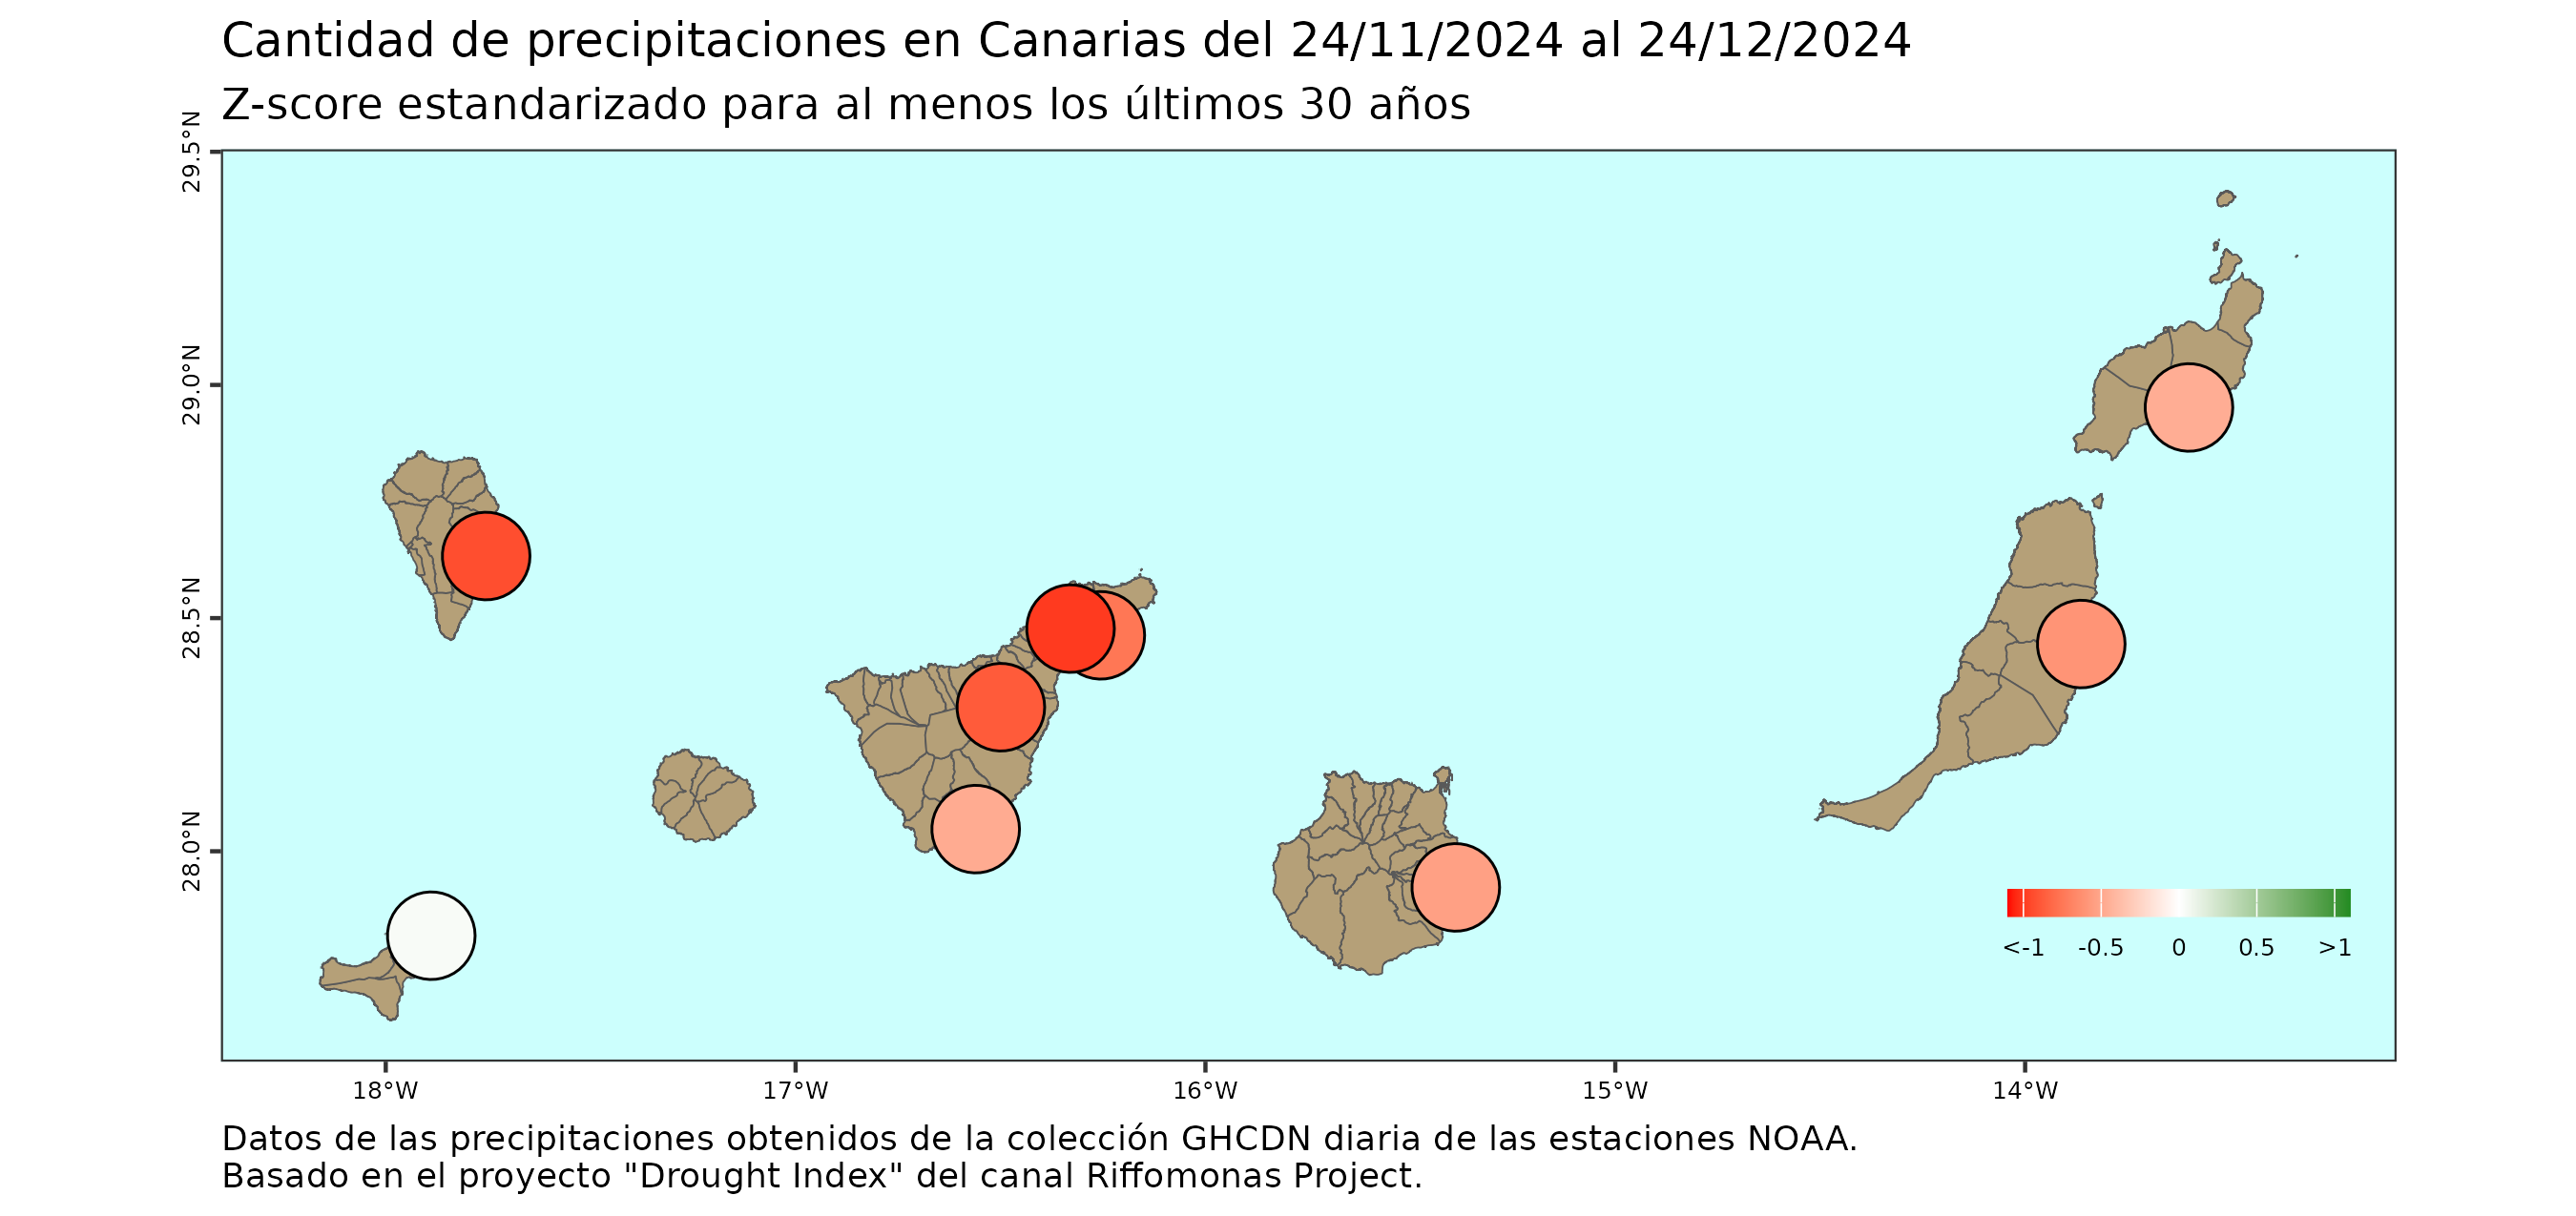 Cantidad de precipitaciones en Canarias del 24/11/2024 al 24/12/2024
Z-score estandarizado para al menos los últimos 30 años
29.5°N
29.0°N
28.5°N
28.0°N
<-1 -0.5 0 0.5 >1
18°W 17°W 16°W 15°W 14°W
Datos de las precipitaciones obtenidos de la colección GHCDN diaria de las estaciones NOAA.
Basado en el proyecto "Drought Index" del canal Riffomonas Project.